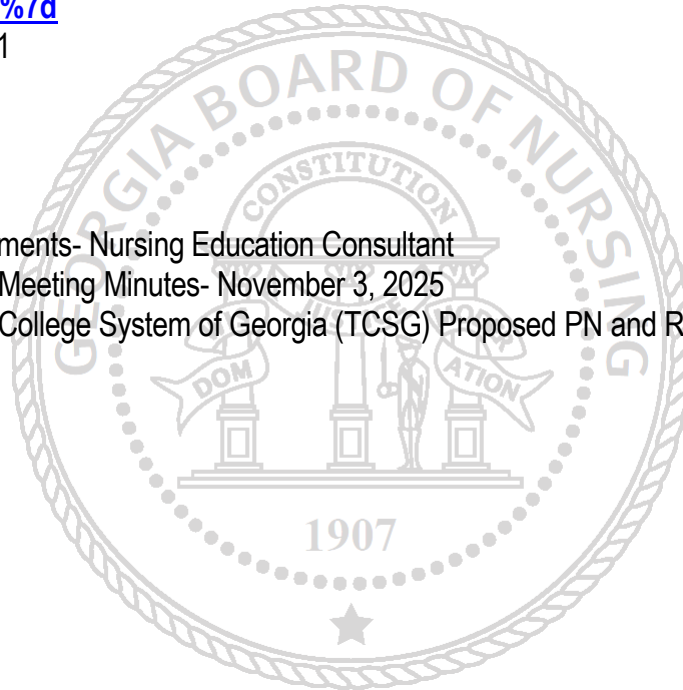 %7d
1
GEORGIA BOARD OF NURSING
CONSTITUTION
ments- Nursing Education Consultant
Meeting Minutes- November 3, 2025
College System of Georgia (TCSG) Proposed PN and R
DOM
ATION
1907